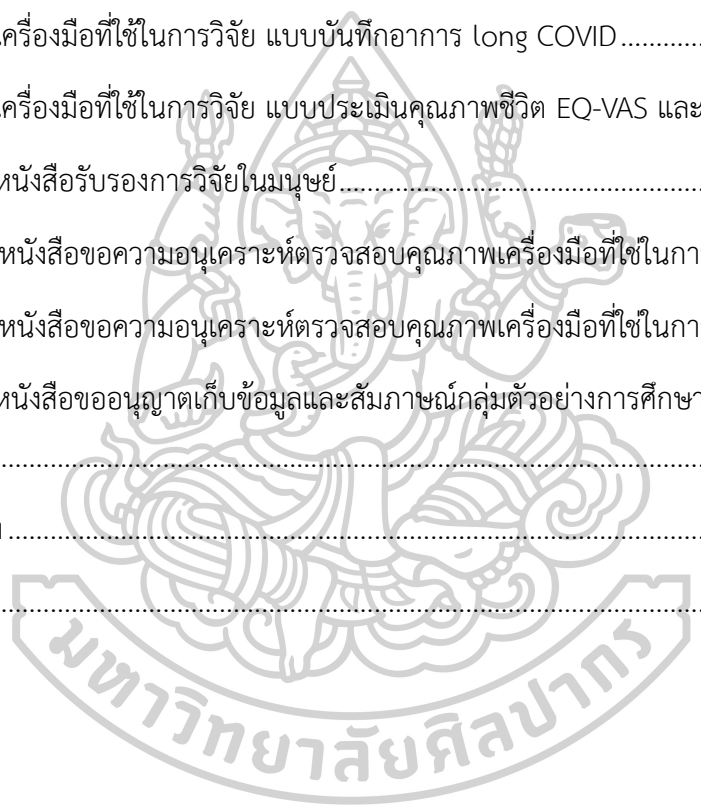 เครื่องมือที่ใช้ในการวิจัย แบบบันทึกอาการ long COVID.............
เครื่องมือที่ใช้ในการวิจัย แบบประเมินคุณภาพชีวิต EQ-VAS และ
หนังสือรับรองการวิจัยในมนุษย์..........................................................
หนังสือขอความอนุเคราะห์ตรวจสอบคุณภาพเครื่องมือที่ใช่ในกา
หนังสือขอความอนุเคราะห์ตรวจสอบคุณภาพเครื่องมือที่ใช่ในกา
หนังสือขออนุญาตเก็บข้อมูลและสัมภาษณ์กลุ่มตัวอย่างการศึกษา
มหาวิทยาลัยศิลปากร